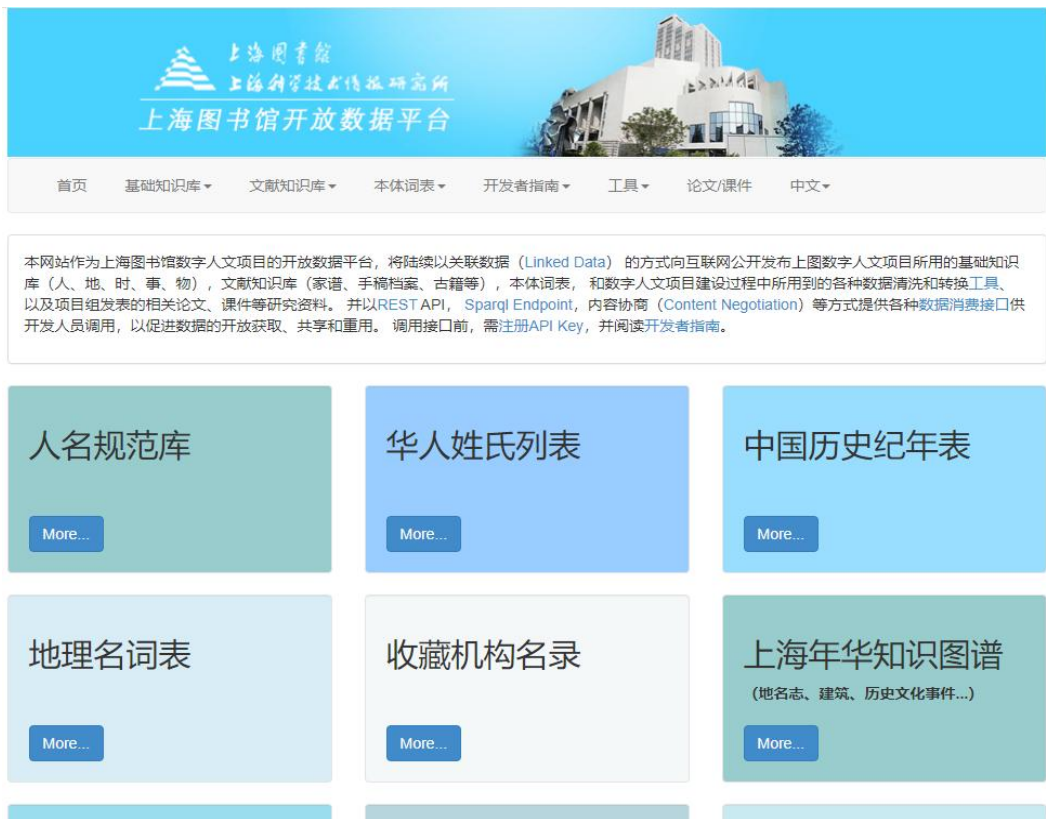 上海图书馆
上海科学技术情报研究所
上海图书馆开放数据平台
首页 基础知识库 文献知识库 本体词表 开发者指南 工具 论文/课件 中文
本网站作为上海图书馆数字人文项目的开放数据平台，将陆续以关联数据（Linked Data） 的方式向互联网公开发布上图数字人文项目所用的基础知识
库（人、地、时、事、物），文献知识库（家谱、手稿档案、古籍等），本体词表， 和数字人文项目建设过程中所用到的各种数据清洗和转换工具、
以及项目组发表的相关论文、课件等研究资料。 并以REST API， Sparql Endpoint，内容协商（Content Negotiation）等方式提供各种数据消费接口供
开发人员调用，以促进数据的开放获取、共享和重用。 调用接口前，需注册API Key，并阅读开发者指南。
人名规范库
More...
华人姓氏列表
More...
中国历史纪年表
More...
地理名词表
More...
收藏机构名录
More...
上海年华知识图谱
（地名志、建筑、历史文化事件...）
More...